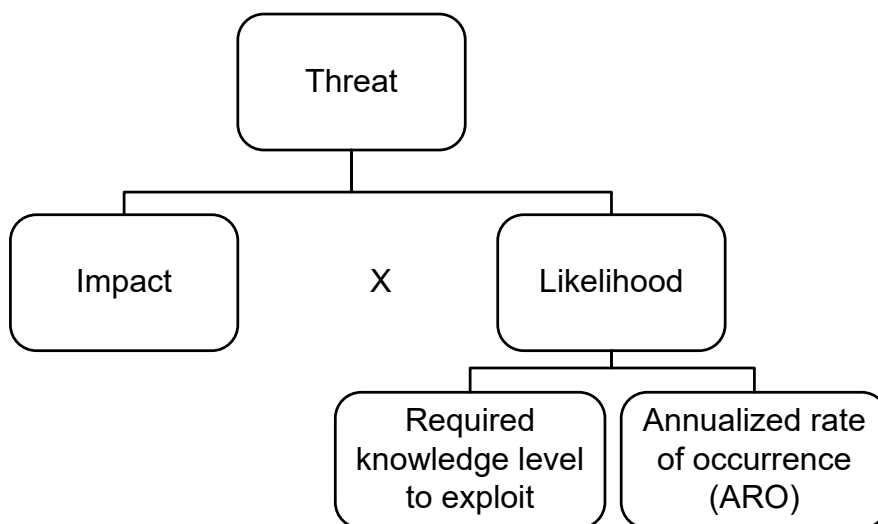 Threat
Impact
X
Likelihood
Required
knowledge level
to exploit
Annualized rate
of occurrence
(ARO)